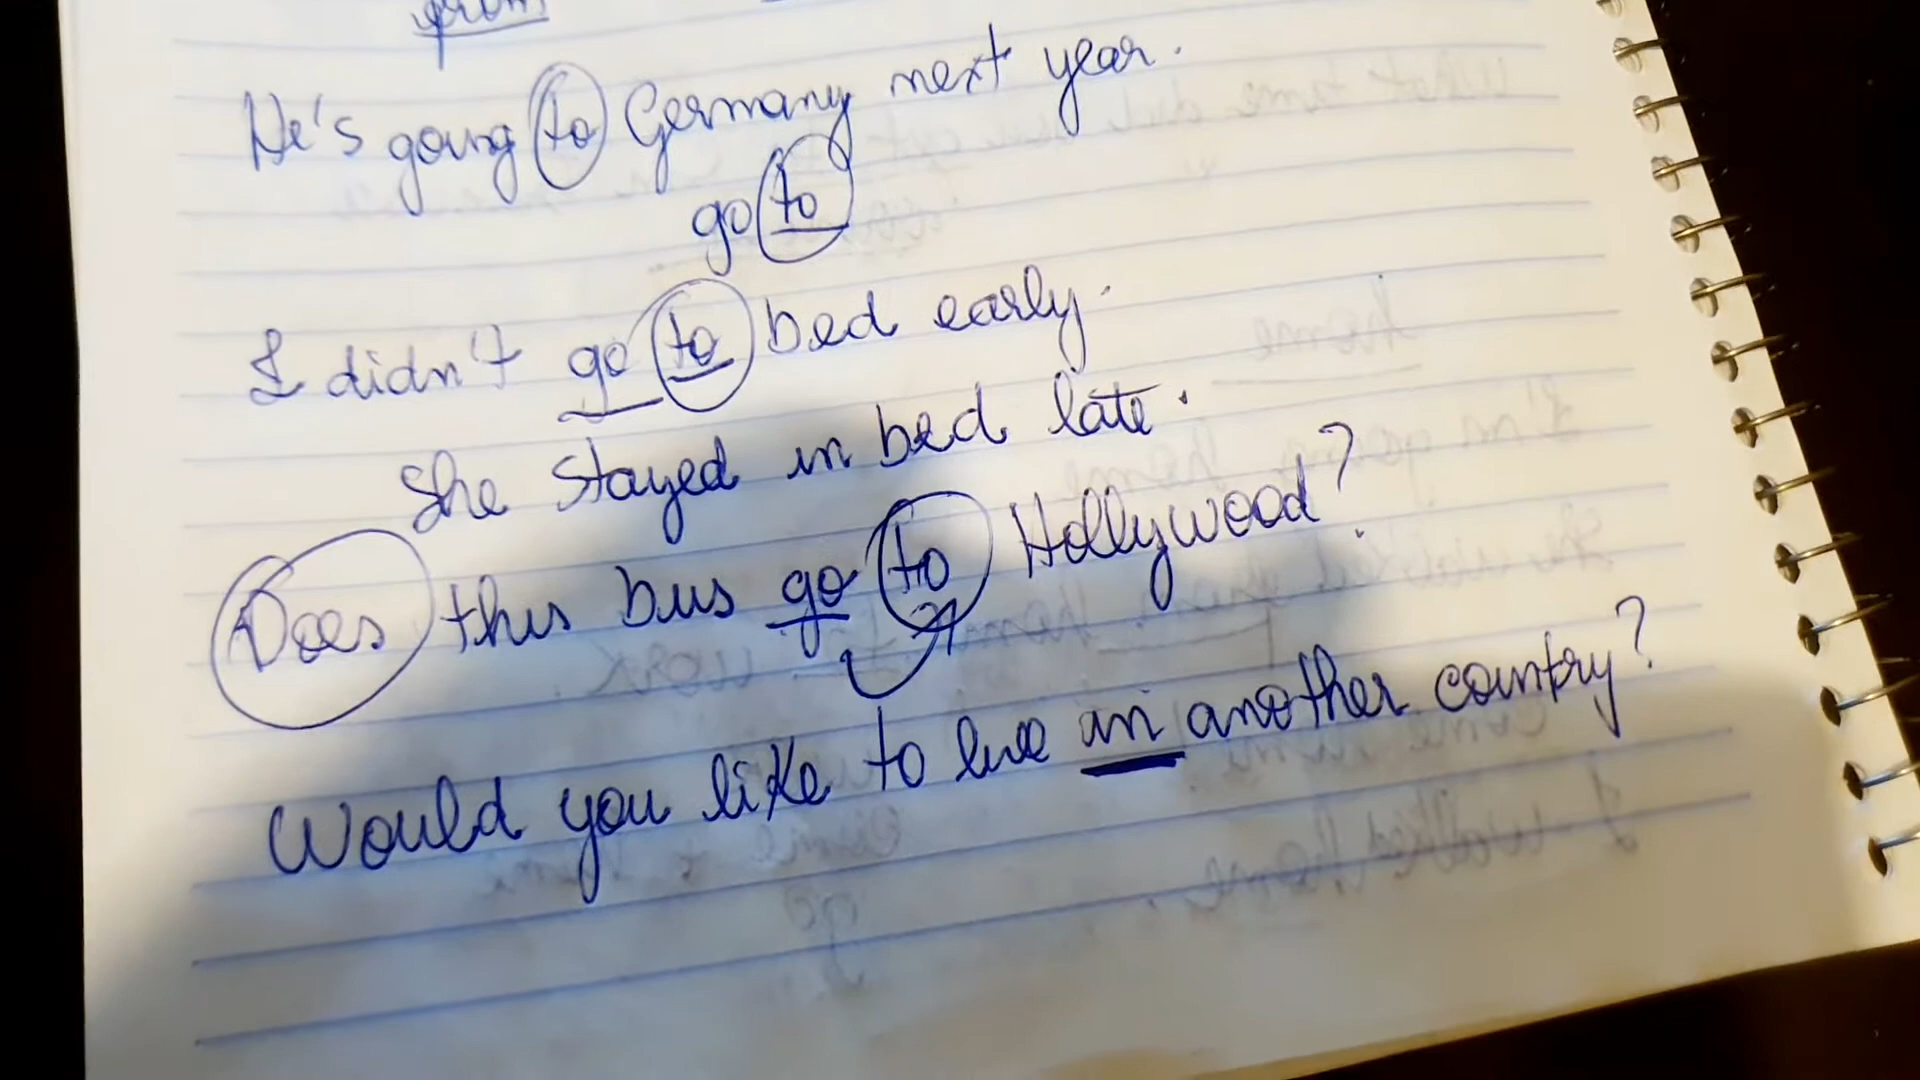 from
He's going to Germany next year.
go to
I didn't go to bed early.
She stayed in bed late.
Does this bus go to Hollywood?
Would you like to live in another country?